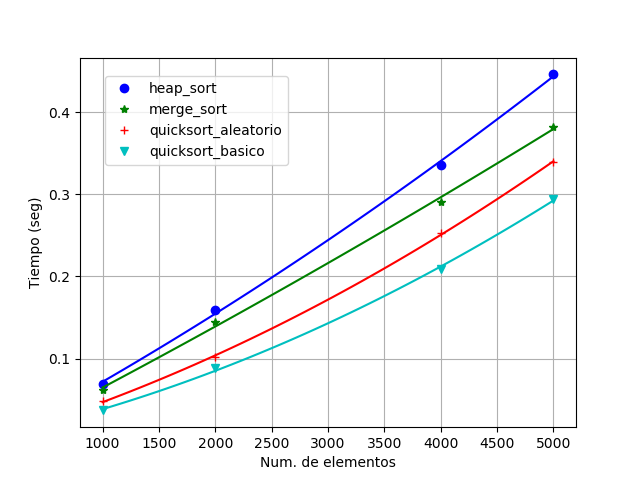 heap_sort
merge_sort
quicksort_aleatorio
quicksort_basico
Tiempo (seg)
0.4
0.3
0.2
0.1
1000 1500 2000 2500 3000 3500 4000 4500 5000
Num. de elementos